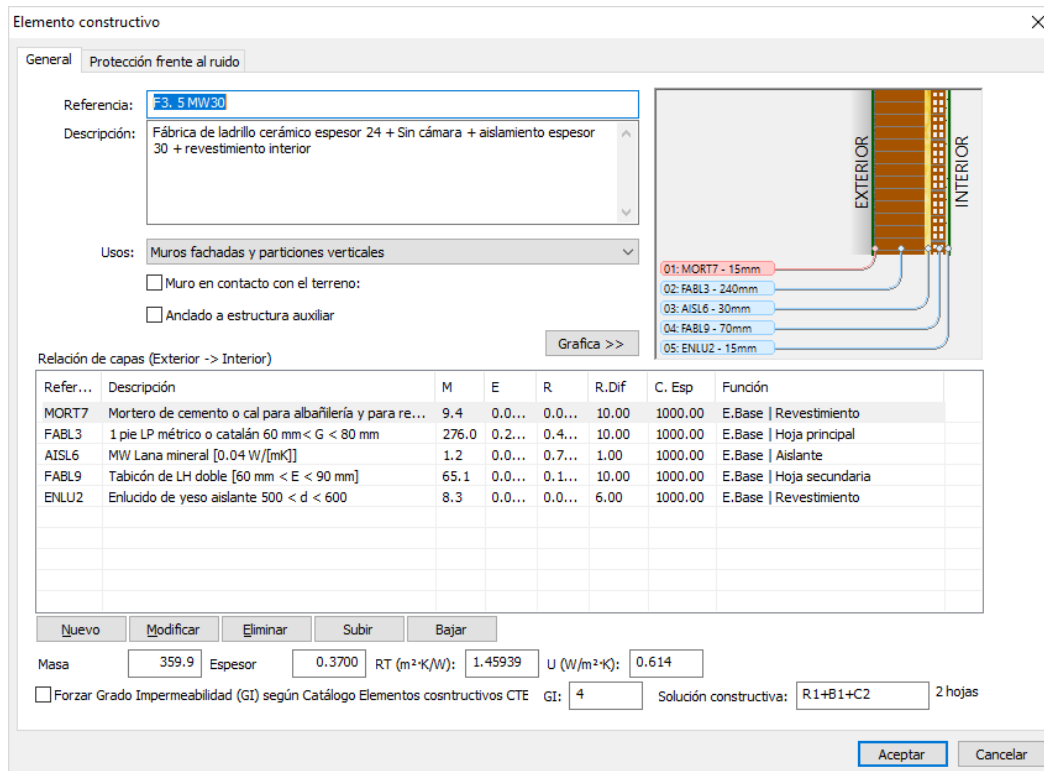 Elemento constructivo
General Protección frente al ruido
Referencia: F3. 5 MW30
Descripción: Fábrica de ladrillo cerámico espesor 24 + Sin cámara + aislamiento espesor
30 + revestimiento interior
EXTERIOR
INTERIOR
01: MORT7 - 15mm
02: FABL3 - 240mm
03: AISL6 - 30mm
04: FABL9 - 70mm
05: ENLU2 - 15mm
Usos: Muros fachadas y particiones verticales
Muro en contacto con el terreno:
Anclado a estructura auxiliar
Grafica >>
Relación de capas (Exterior -> Interior)
Refer... Descripción M E R R.Dif C. Esp Función
MORT7 Mortero de cemento o cal para albañilería y para re... 9.4 0.0... 0.0... 10.00 1000.00 E.Base | Revestimiento
FABL3 1 pie LP métrico o catalán 60 mm< G < 80 mm 276.0 0.2... 0.4... 10.00 1000.00 E.Base | Hoja principal
AISL6 MW Lana mineral [0.04 W/[mK]] 1.2 0.0... 0.7... 1.00 1000.00 E.Base | Aislante
FABL9 Tabicón de LH doble [60 mm < E < 90 mm] 65.1 0.0... 0.1... 10.00 1000.00 E.Base | Hoja secundaria
ENLU2 Enlucido de yeso aislante 500 < d < 600 8.3 0.0... 0.0... 6.00 1000.00 E.Base | Revestimiento
Nuevo Modificar Eliminar Subir Bajar
Masa 359.9 Espesor 0.3700 RT (m²·K/W): 1.45939 U (W/m²·K): 0.614
Forzar Grado Impermeabilidad (GI) según Catálogo Elementos cosntructivos CTE GI: 4 Solución constructiva: R1+B1+C2 2 hojas
Aceptar Cancelar